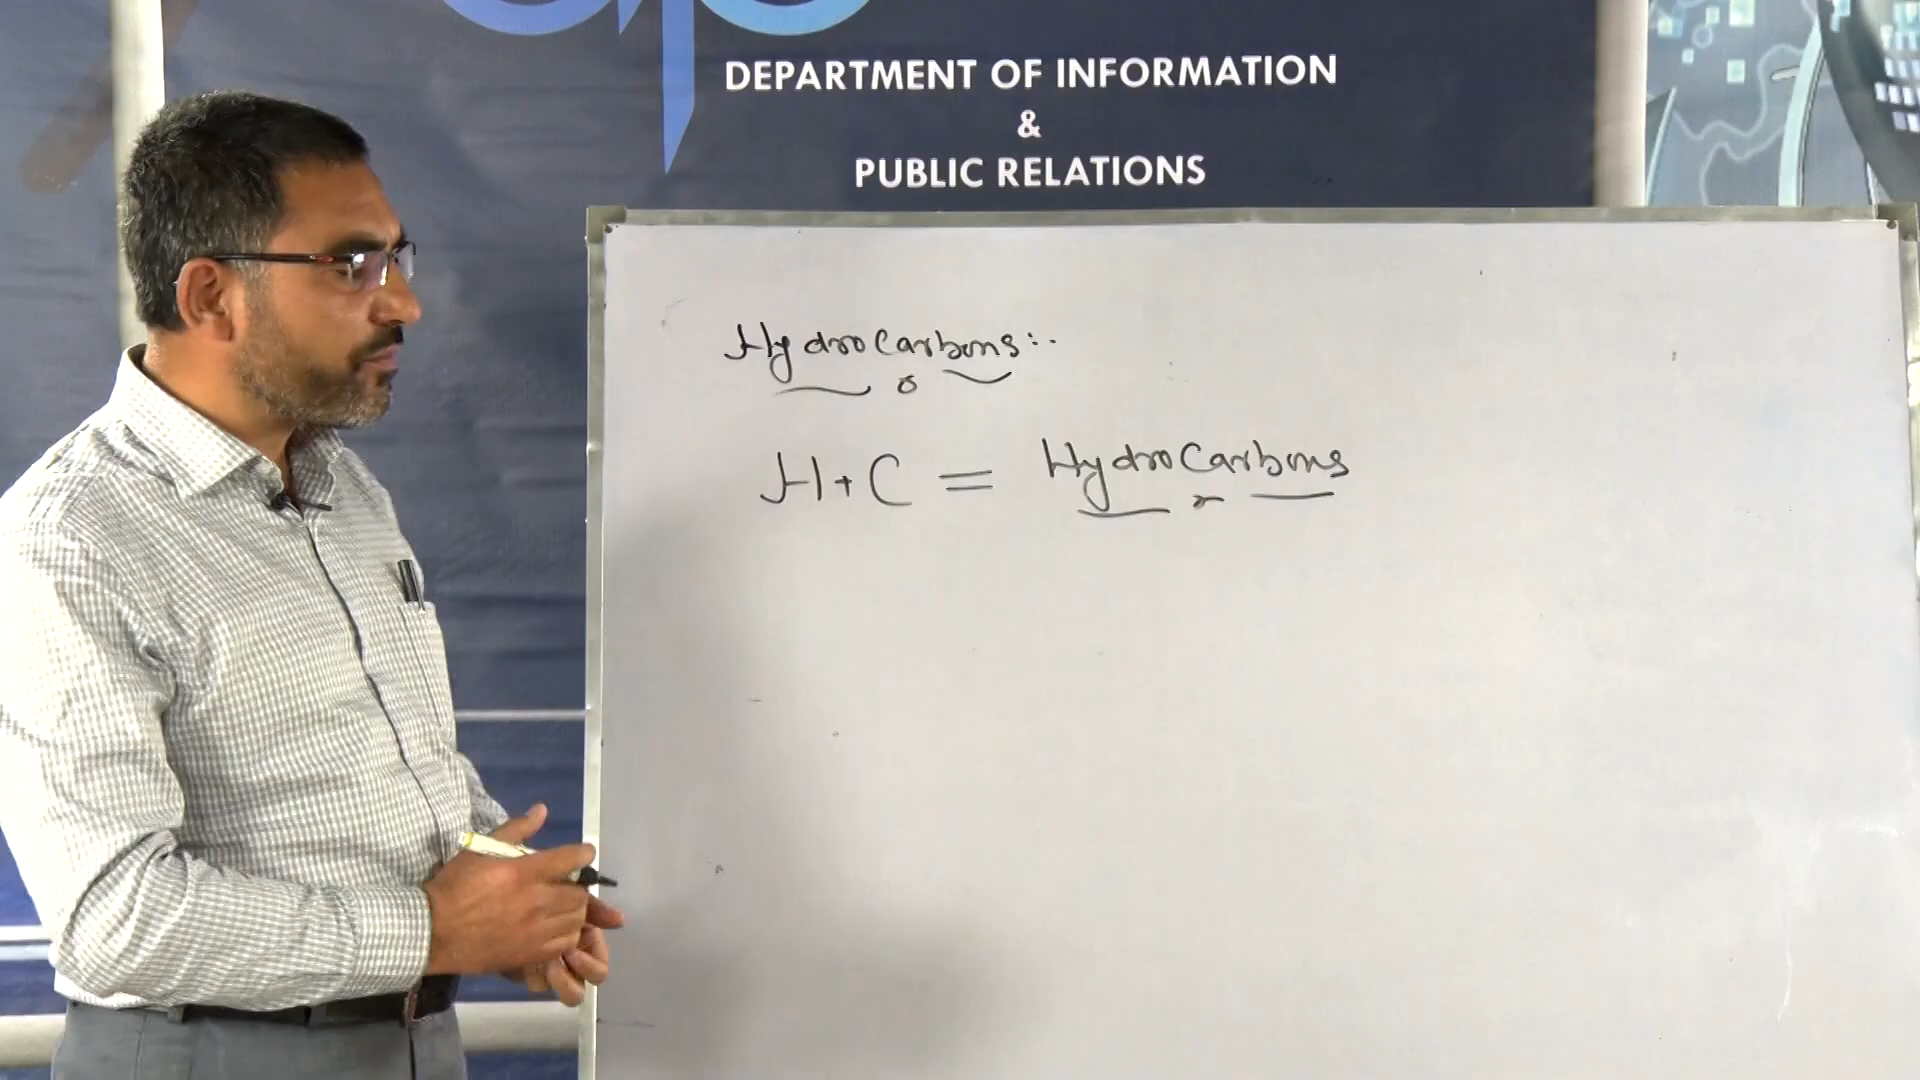 DEPARTMENT OF INFORMATION
&
PUBLIC RELATIONS
HydroCarbons:.
H+C = HydroCarbons